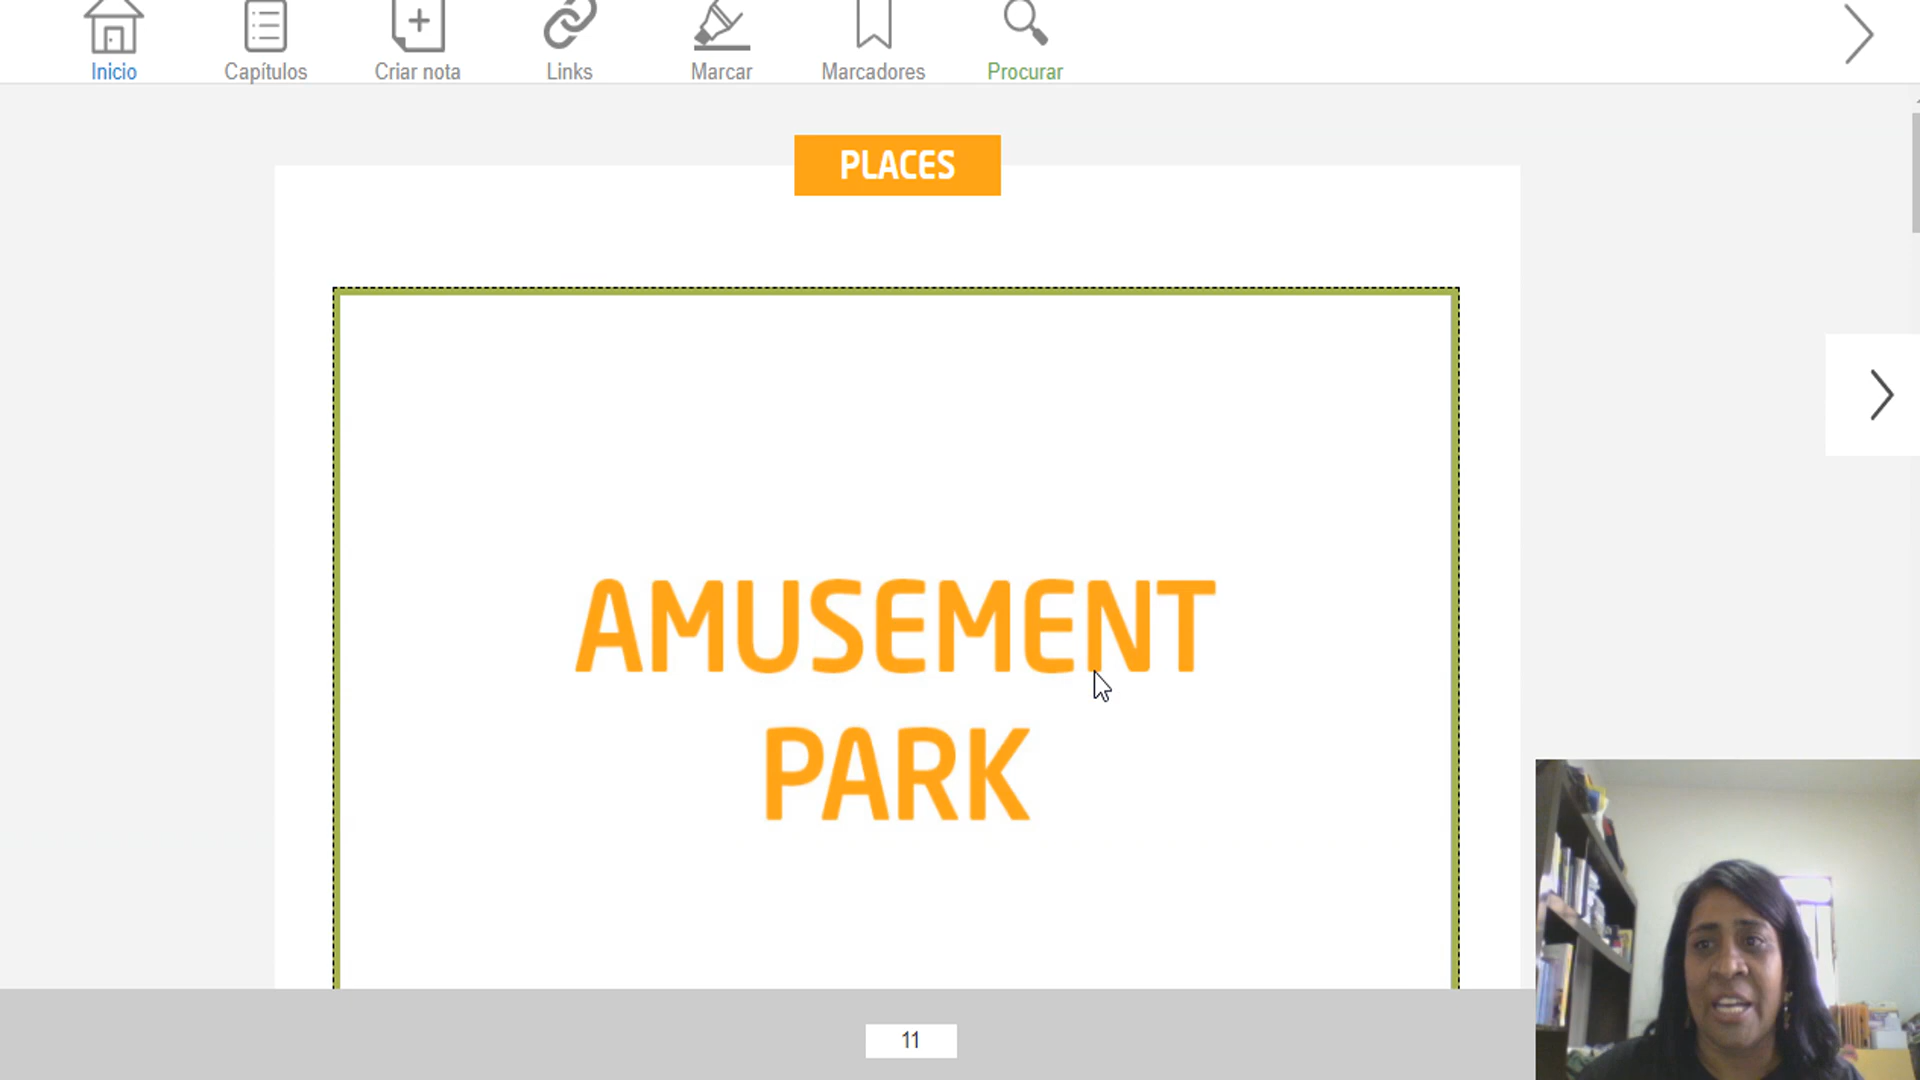 Inicio
Capítulos
Criar nota
Links
Marcar
Marcadores
Procurar
PLACES
AMUSEMENT
PARK
11